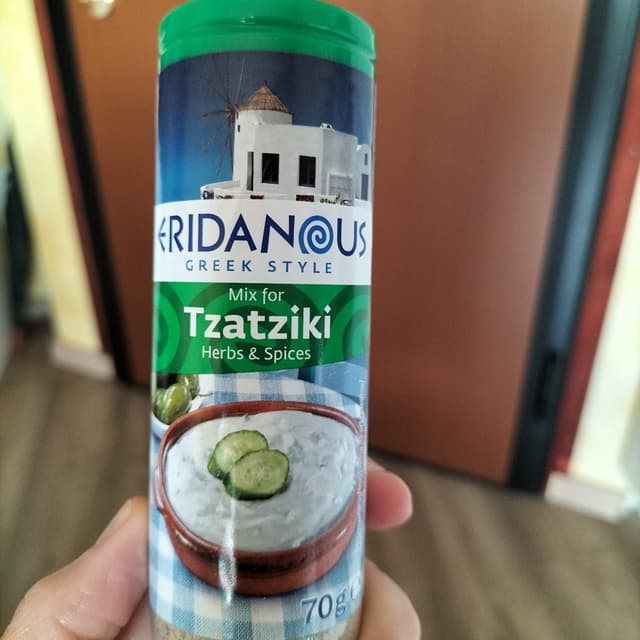 ERIDANOUS
GREEK STYLE
Mix for
Tzatziki
Herbs & Spices
70g e